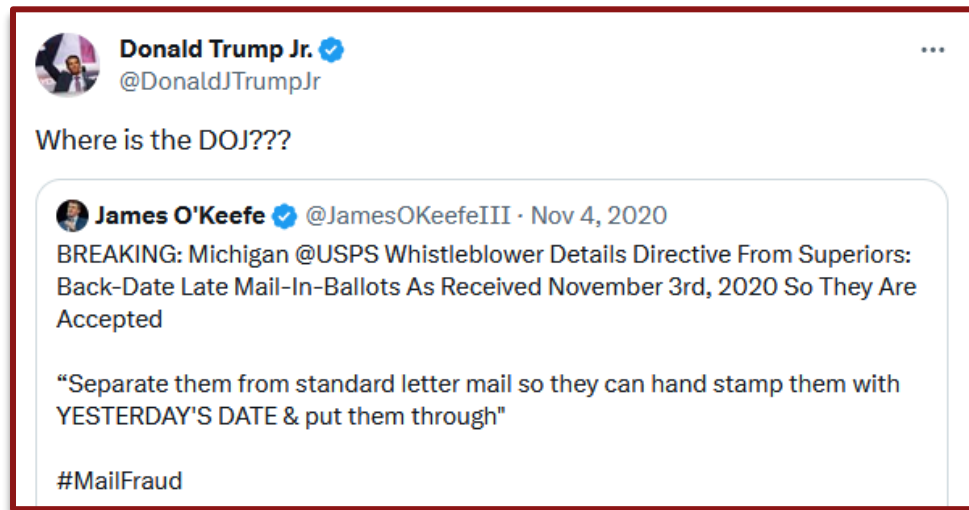 Donald Trump Jr.
@DonaldJTrumpJr
Where is the DOJ???
James O'Keefe @JamesOKeefeIII · Nov 4, 2020
BREAKING: Michigan @USPS Whistleblower Details Directive From Superiors:
Back-Date Late Mail-In-Ballots As Received November 3rd, 2020 So They Are
Accepted
“Separate them from standard letter mail so they can hand stamp them with
YESTERDAY'S DATE & put them through"
#MailFraud